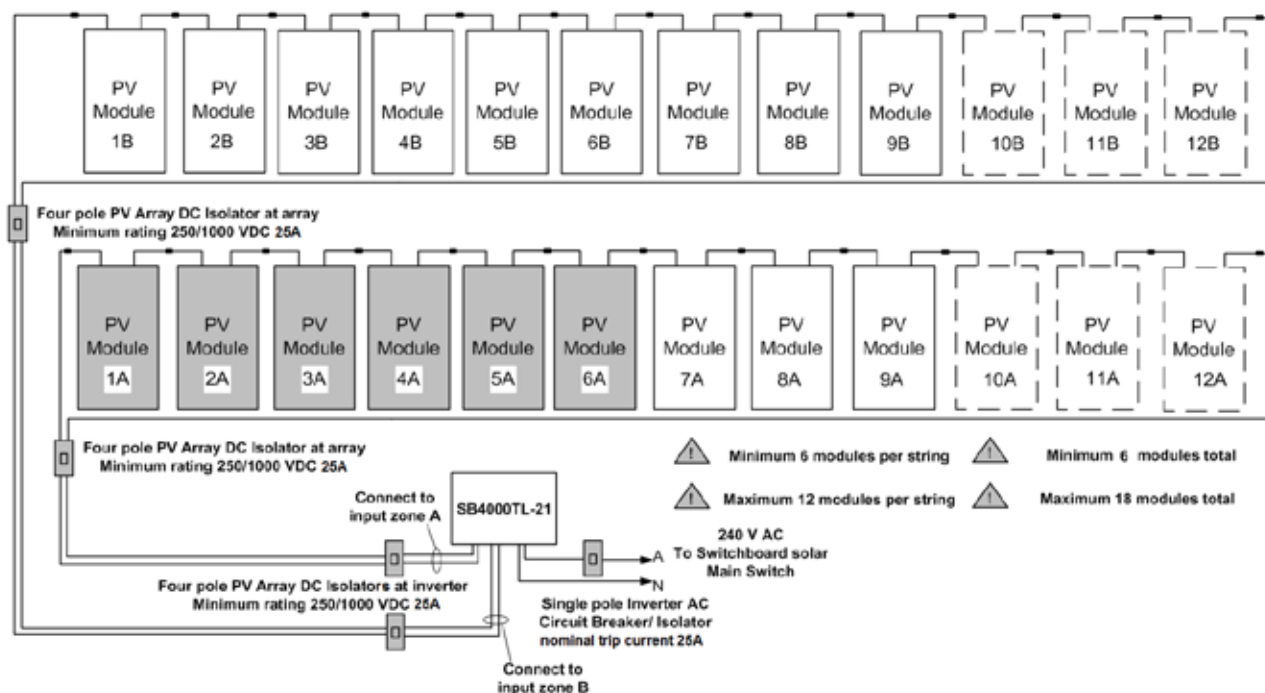 PV Module 1B
PV Module 2B
PV Module 3B
PV Module 4B
PV Module 5B
PV Module 6B
PV Module 7B
PV Module 8B
PV Module 9B
PV Module 10B
PV Module 11B
PV Module 12B
Four pole PV Array DC Isolator at array
Minimum rating 250/1000 VDC 25A
PV Module 1A
PV Module 2A
PV Module 3A
PV Module 4A
PV Module 5A
PV Module 6A
PV Module 7A
PV Module 8A
PV Module 9A
PV Module 10A
PV Module 11A
PV Module 12A
Four pole PV Array DC Isolator at array
Minimum rating 250/1000 VDC 25A
! Minimum 6 modules per string
! Minimum 6 modules total
! Maximum 12 modules per string
! Maximum 18 modules total
Connect to
input zone A
SB4000TL-21
240 V AC
To Switchboard solar
Main Switch
A
N
Four pole PV Array DC Isolators at inverter
Minimum rating 250/1000 VDC 25A
Single pole Inverter AC
Circuit Breaker/ Isolator
nominal trip current 25A
Connect to
input zone B